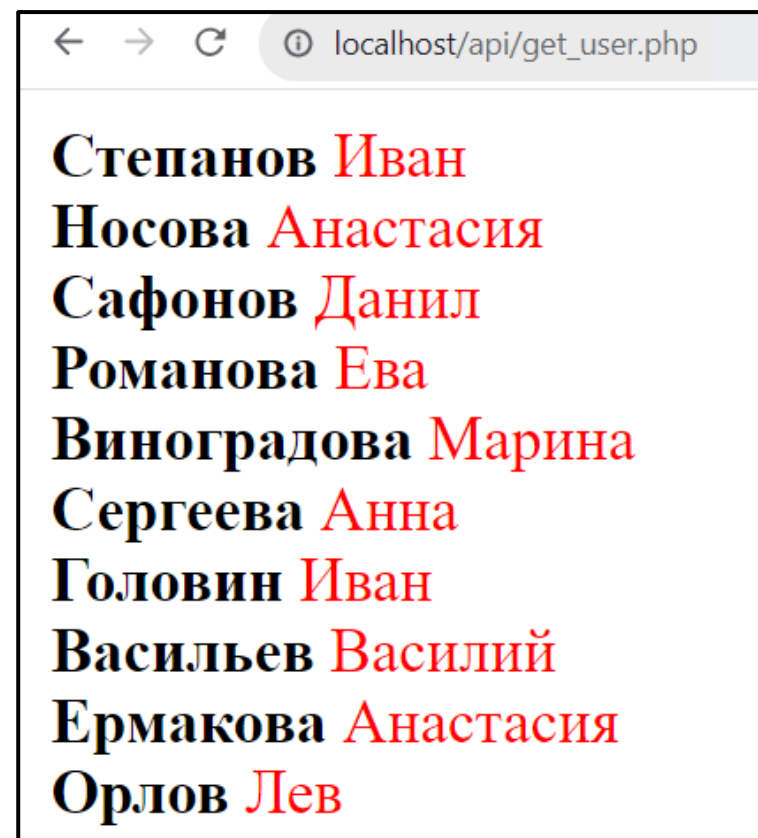 localhost/api/get_user.php
Степанов Иван
Носова Анастасия
Сафонов Данил
Романова Ева
Виноградова Марина
Сергеева Анна
Головин Иван
Васильев Василий
Ермакова Анастасия
Орлов Лев